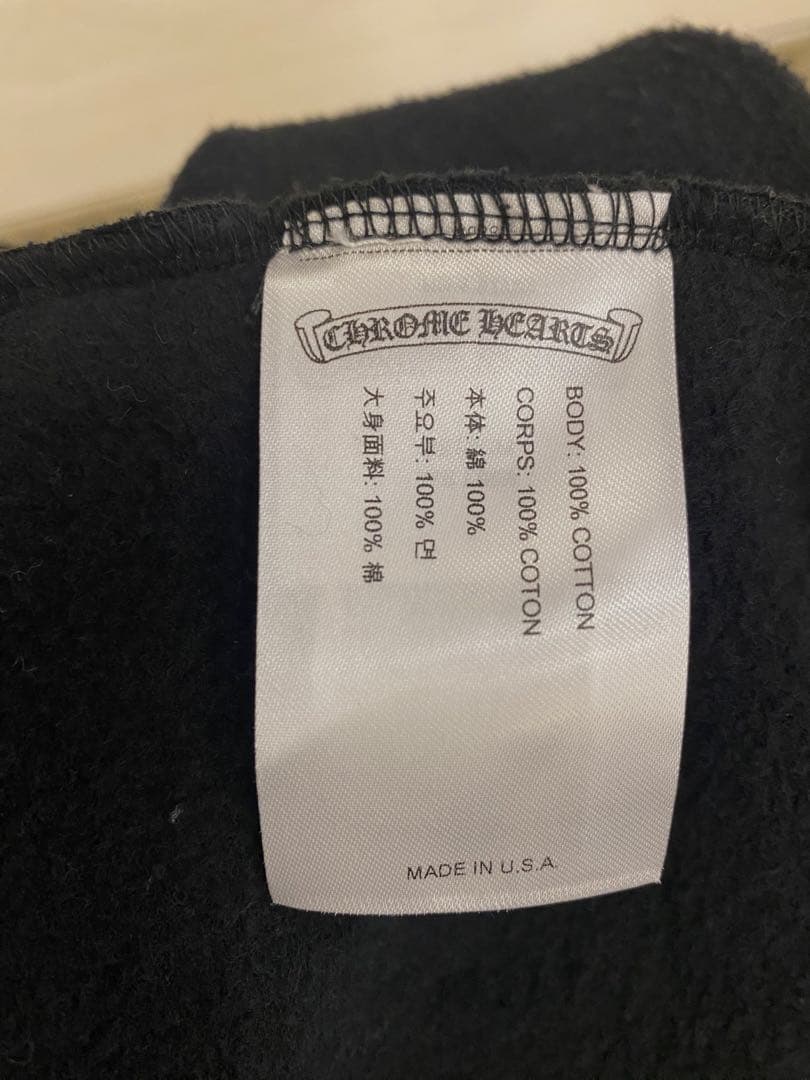 CHROME HEARTS
BODY: 100% COTTON
CORPS: 100% COTON
本体: 綿 100%
주요부: 100% 면
大身面料: 100% 棉
MADE IN U.S.A.